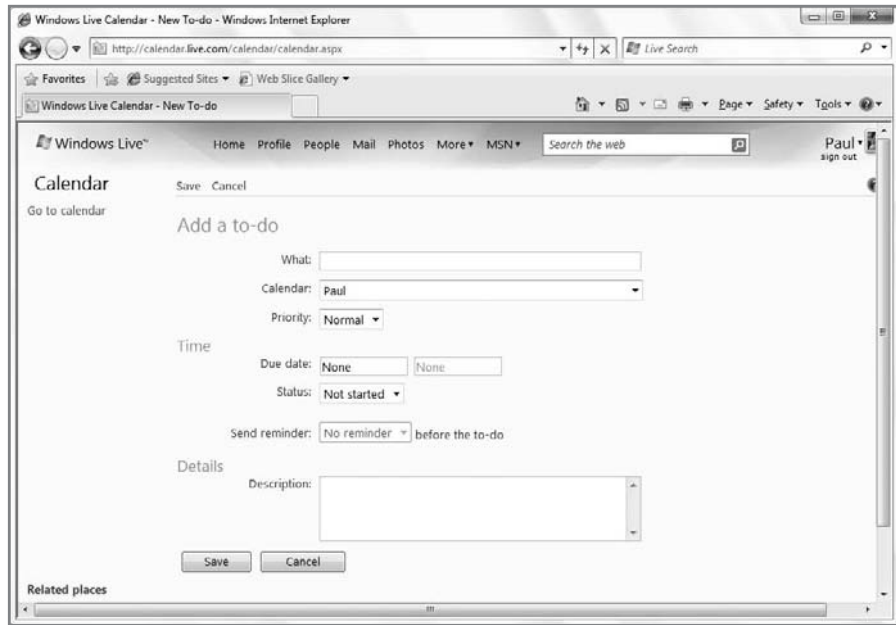 Windows Live Calendar - New To-do - Windows Internet Explorer
http://calendar.live.com/calendar/calendar.aspx
Live Search
Favorites Suggested Sites Web Slice Gallery
Windows Live Calendar - New To-do
Page Safety Tools
Windows Live™ Home Profile People Mail Photos More MSN Search the web Paul
sign out
Calendar Save Cancel
Go to calendar
Add a to-do
What:
Calendar: Paul
Priority: Normal
Time
Due date: None None
Status: Not started
Send reminder: No reminder before the to-do
Details
Description:
Save Cancel
Related places